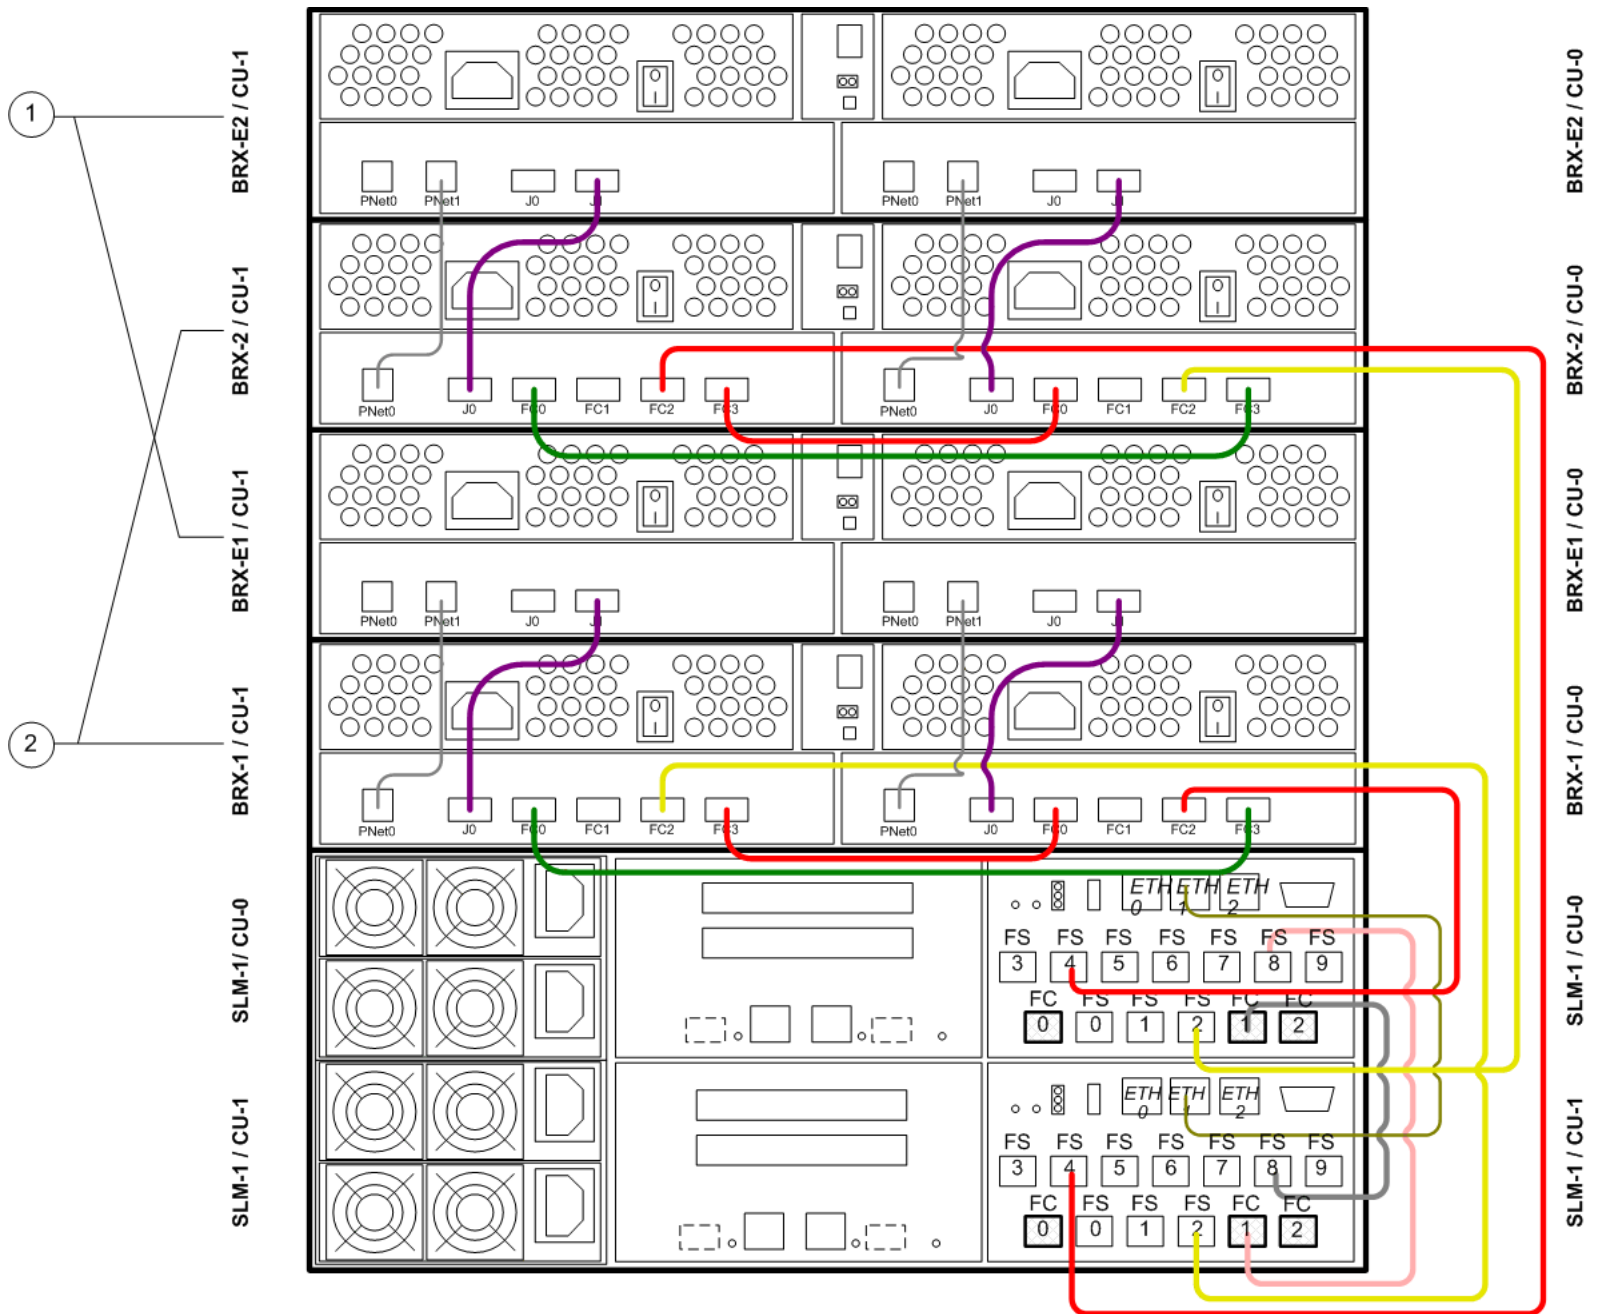 1
2
BRX-E2 / CU-1
BRX-2 / CU-1
BRX-E1 / CU-1
BRX-1 / CU-1
SLM-1/ CU-0
SLM-1 / CU-1
BRX-E2 / CU-0
BRX-2 / CU-0
BRX-E1 / CU-0
BRX-1 / CU-0
SLM-1 / CU-0
SLM-1 / CU-1
PNet0 PNet1 J0 J1 PNet0 PNet1 J0 J1
PNet0 J0 FC0 FC1 FC2 FC3 PNet0 J0 FC0 FC1 FC2 FC3
PNet0 PNet1 J0 J1 PNet0 PNet1 J0 J1
PNet0 J0 FC0 FC1 FC2 FC3 PNet0 J0 FC0 FC1 FC2 FC3
ETH ETH ETH
0 1 2
FS FS FS FS FS FS FS
3 4 5 6 7 8 9
FC FS FS FS FC FC
0 0 1 2 1 2
ETH ETH ETH
0 1 2
FS FS FS FS FS FS FS
3 4 5 6 7 8 9
FC FS FS FS FC FC
0 0 1 2 1 2